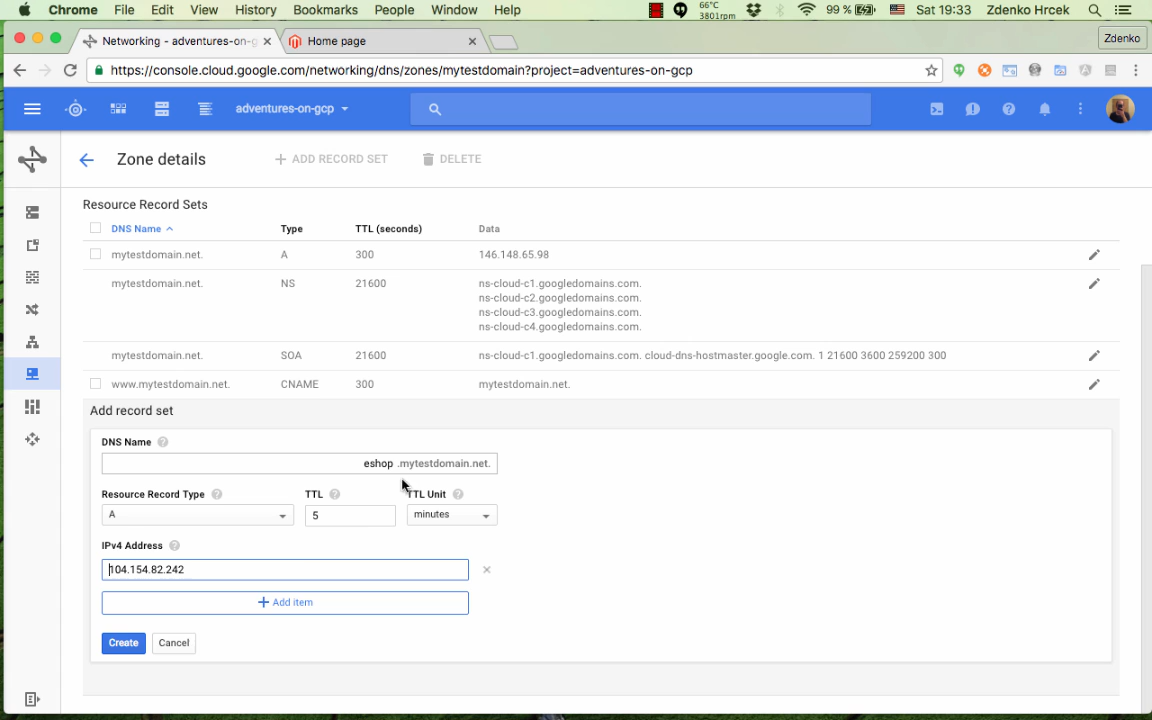 Chrome File Edit View History Bookmarks People Window Help 66°C 3801rpm 99 % Sat 19:33 Zdenko Hrcek
Networking - adventures-on-g × Home page × Zdenko
https://console.cloud.google.com/networking/dns/zones/mytestdomain?project=adventures-on-gcp
adventures-on-gcp
Zone details ADD RECORD SET DELETE
Resource Record Sets
DNS Name Type TTL (seconds) Data
mytestdomain.net. A 300 146.148.65.98
mytestdomain.net. NS 21600 ns-cloud-c1.googledomains.com.
ns-cloud-c2.googledomains.com.
ns-cloud-c3.googledomains.com.
ns-cloud-c4.googledomains.com.
mytestdomain.net. SOA 21600 ns-cloud-c1.googledomains.com. cloud-dns-hostmaster.google.com. 1 21600 3600 259200 300
www.mytestdomain.net. CNAME 300 mytestdomain.net.
Add record set
DNS Name
eshop .mytestdomain.net.
Resource Record Type TTL TTL Unit
A 5 minutes
IPv4 Address
104.154.82.242
+ Add item
Create Cancel